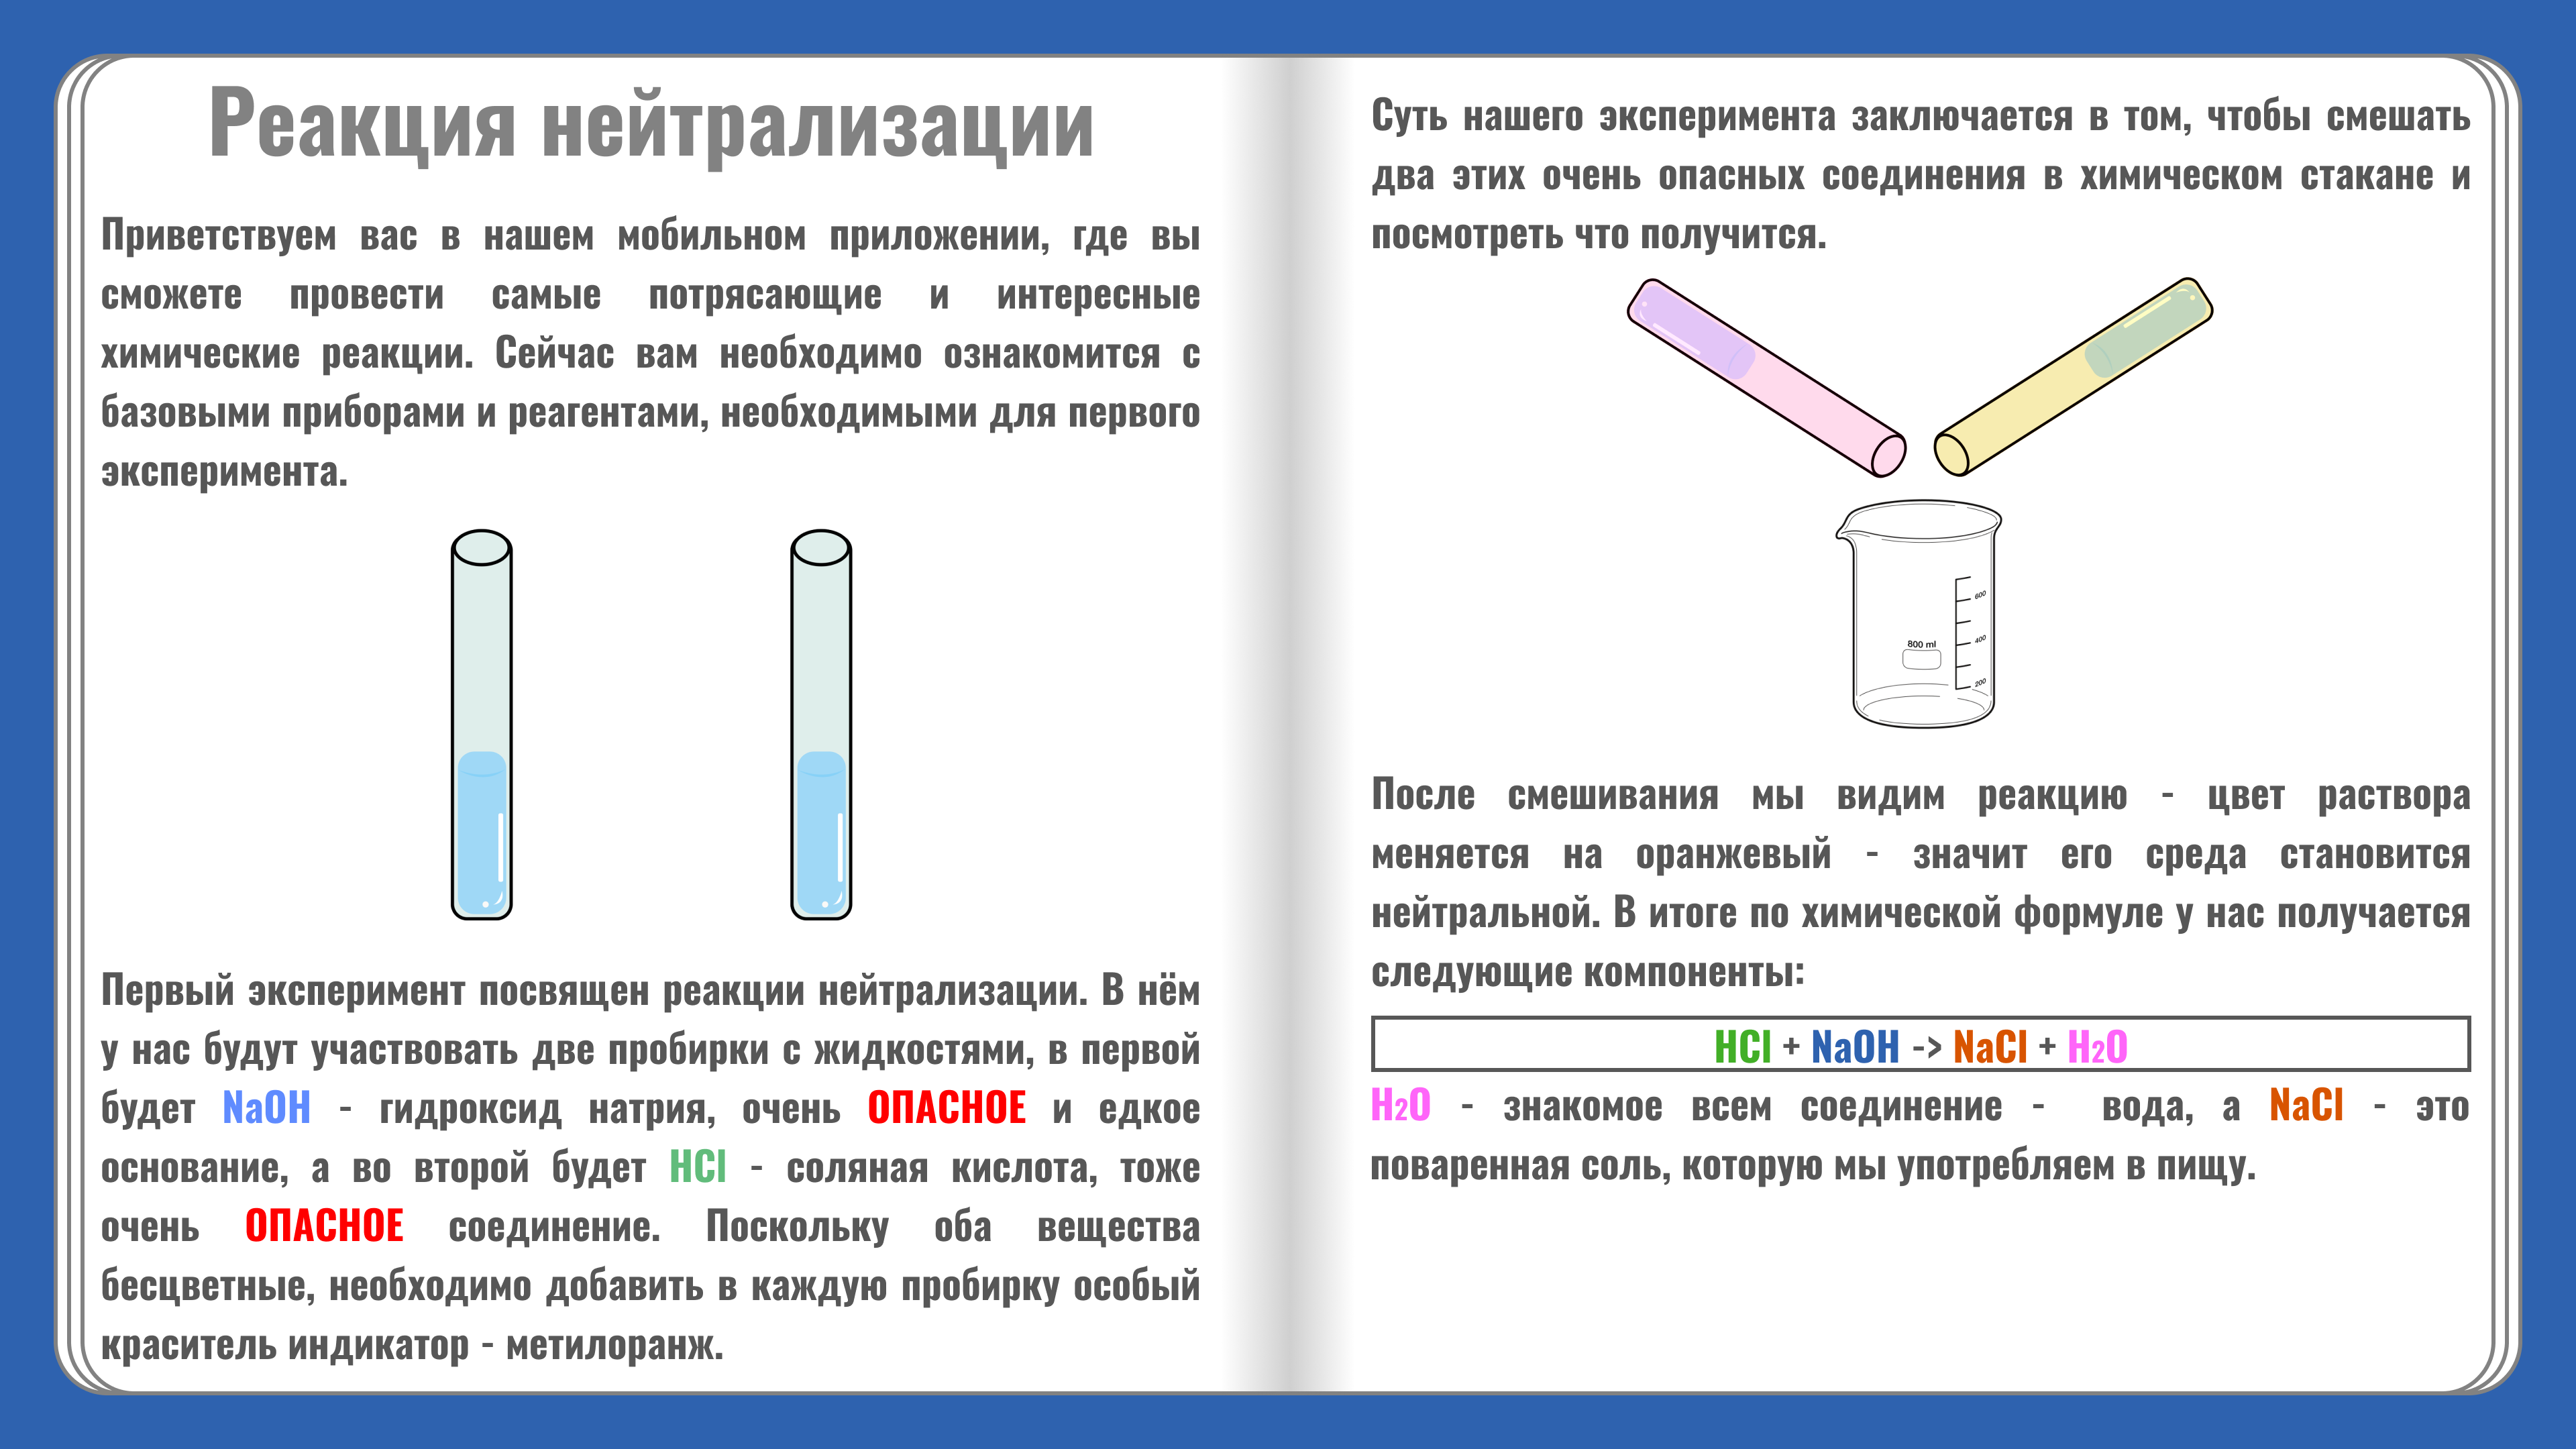 Реакция нейтрализации
Приветствуем вас в нашем мобильном приложении, где вы
сможете провести самые потрясающие и интересные
химические реакции. Сейчас вам необходимо ознакомится с
базовыми приборами и реагентами, необходимыми для первого
эксперимента.
Первый эксперимент посвящен реакции нейтрализации. В нём
у нас будут участвовать две пробирки с жидкостями, в первой
будет NaOH - гидроксид натрия, очень ОПАСНОЕ и едкое
основание, а во второй будет HCl - соляная кислота, тоже
очень ОПАСНОЕ соединение. Поскольку оба вещества
бесцветные, необходимо добавить в каждую пробирку особый
краситель индикатор - метилоранж.
Суть нашего эксперимента заключается в том, чтобы смешать
два этих очень опасных соединения в химическом стакане и
посмотреть что получится.
600
800 ml
400
200
После смешивания мы видим реакцию - цвет раствора
меняется на оранжевый - значит его среда становится
нейтральной. В итоге по химической формуле у нас получается
следующие компоненты:
HCl + NaOH -> NaCl + H2O
H2O - знакомое всем соединение - вода, а NaCl - это
поваренная соль, которую мы употребляем в пищу.